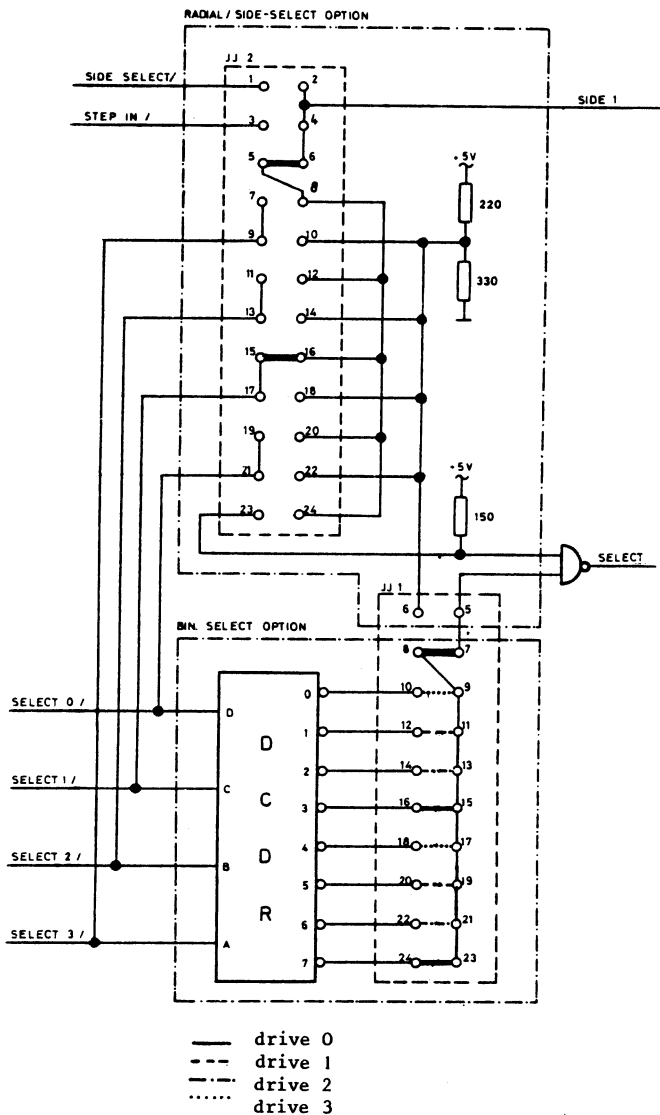 RADIAL / SIDE-SELECT OPTION
JJ 2
SIDE SELECT/
1 2
SIDE 1
STEP IN /
3 4
5 6
+5V
7 8
220
9 10
11 12
330
13 14
15 16
17 18
19 20
+5V
21 22
23 24
150
SELECT
JJ 1
6 5
BIN. SELECT OPTION
8 7
0 10 9
SELECT 0 /
D
1 12 11
D
2 14 13
C
SELECT 1 /
C
3 16 15
4 18 17
D
SELECT 2 /
B
5 20 19
R
6 22 21
SELECT 3 /
A
7 24 23
drive 0
drive 1
drive 2
drive 3